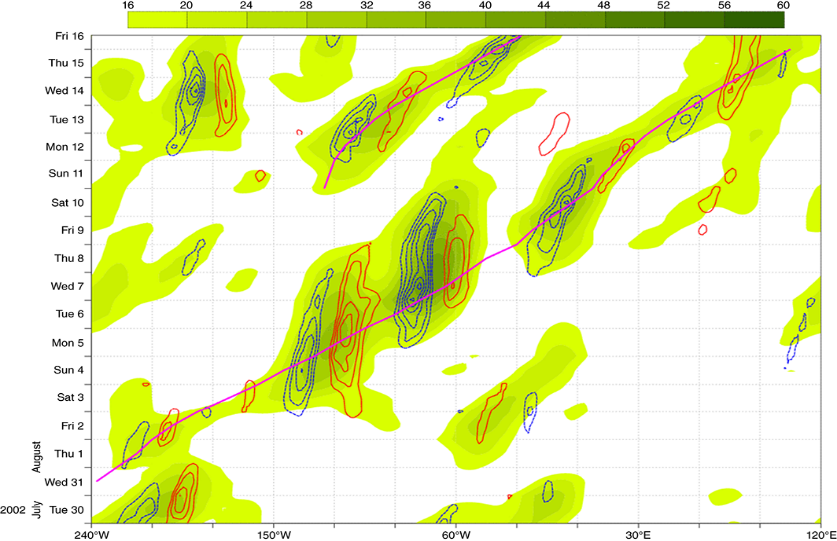 16 20 24 28 32 36 40 44 48 52 56 60
Fri 16
Thu 15
Wed 14
Tue 13
Mon 12
Sun 11
Sat 10
Fri 9
Thu 8
Wed 7
Tue 6
Mon 5
Sun 4
Sat 3
Fri 2
Thu 1
August
Wed 31
2002 July Tue 30
240°W 150°W 60°W 30°E 120°E